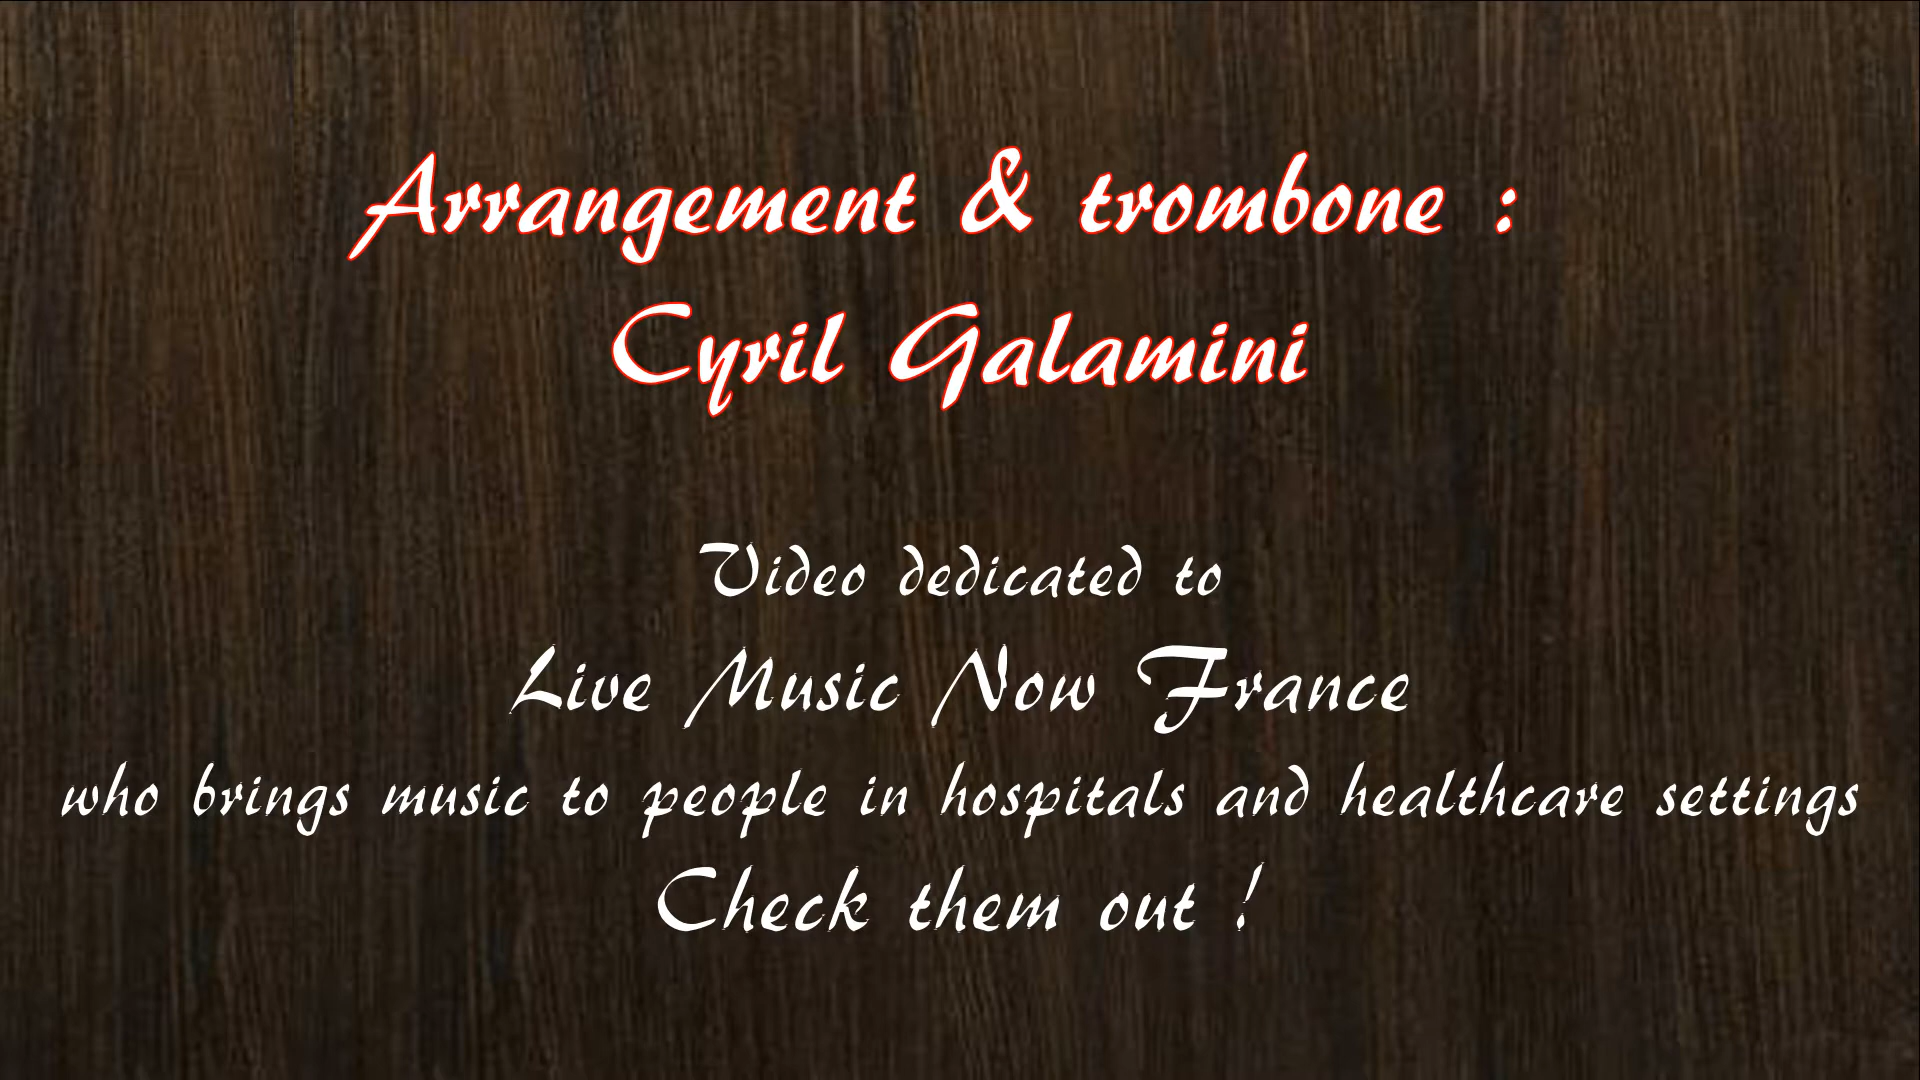 Arrangement & trombone :
Cyril Galamini
Video dedicated to
Live Music Now France
who brings music to people in hospitals and healthcare settings
Check them out !